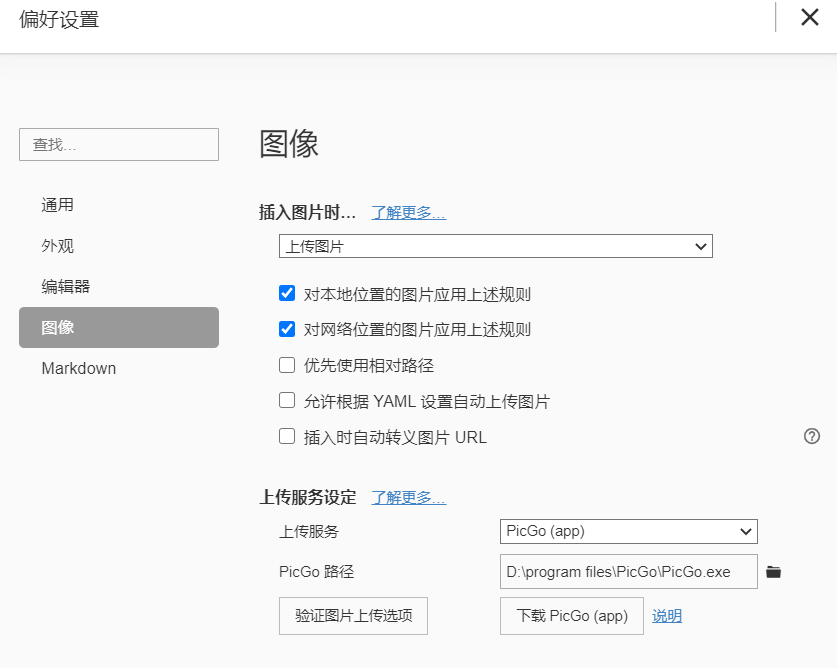 偏好设置
查找...
通用
外观
编辑器
图像
Markdown
图像
插入图片时... 了解更多...
上传图片
对本地位置的图片应用上述规则
对网络位置的图片应用上述规则
优先使用相对路径
允许根据 YAML 设置自动上传图片
插入时自动转义图片 URL
上传服务设定 了解更多...
上传服务 PicGo (app)
PicGo 路径 D:\program files\PicGo\PicGo.exe
验证图片上传选项 下载 PicGo (app) 说明